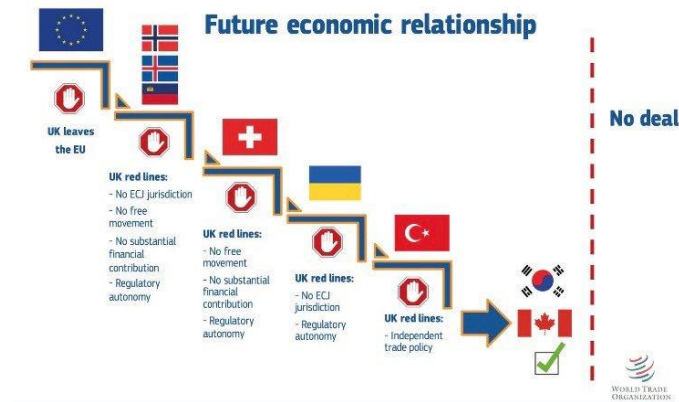 Future economic relationship
No deal
UK leaves
the EU
UK red lines:
- No ECJ jurisdiction
- No free
movement
- No substantial
financial
contribution
- Regulatory
autonomy
UK red lines:
- No free
movement
- No substantial
financial
contribution
- Regulatory
autonomy
UK red lines:
- No ECJ
jurisdiction
- Regulatory
autonomy
UK red lines:
- Independent
trade policy
WORLD TRADE
ORGANIZATION